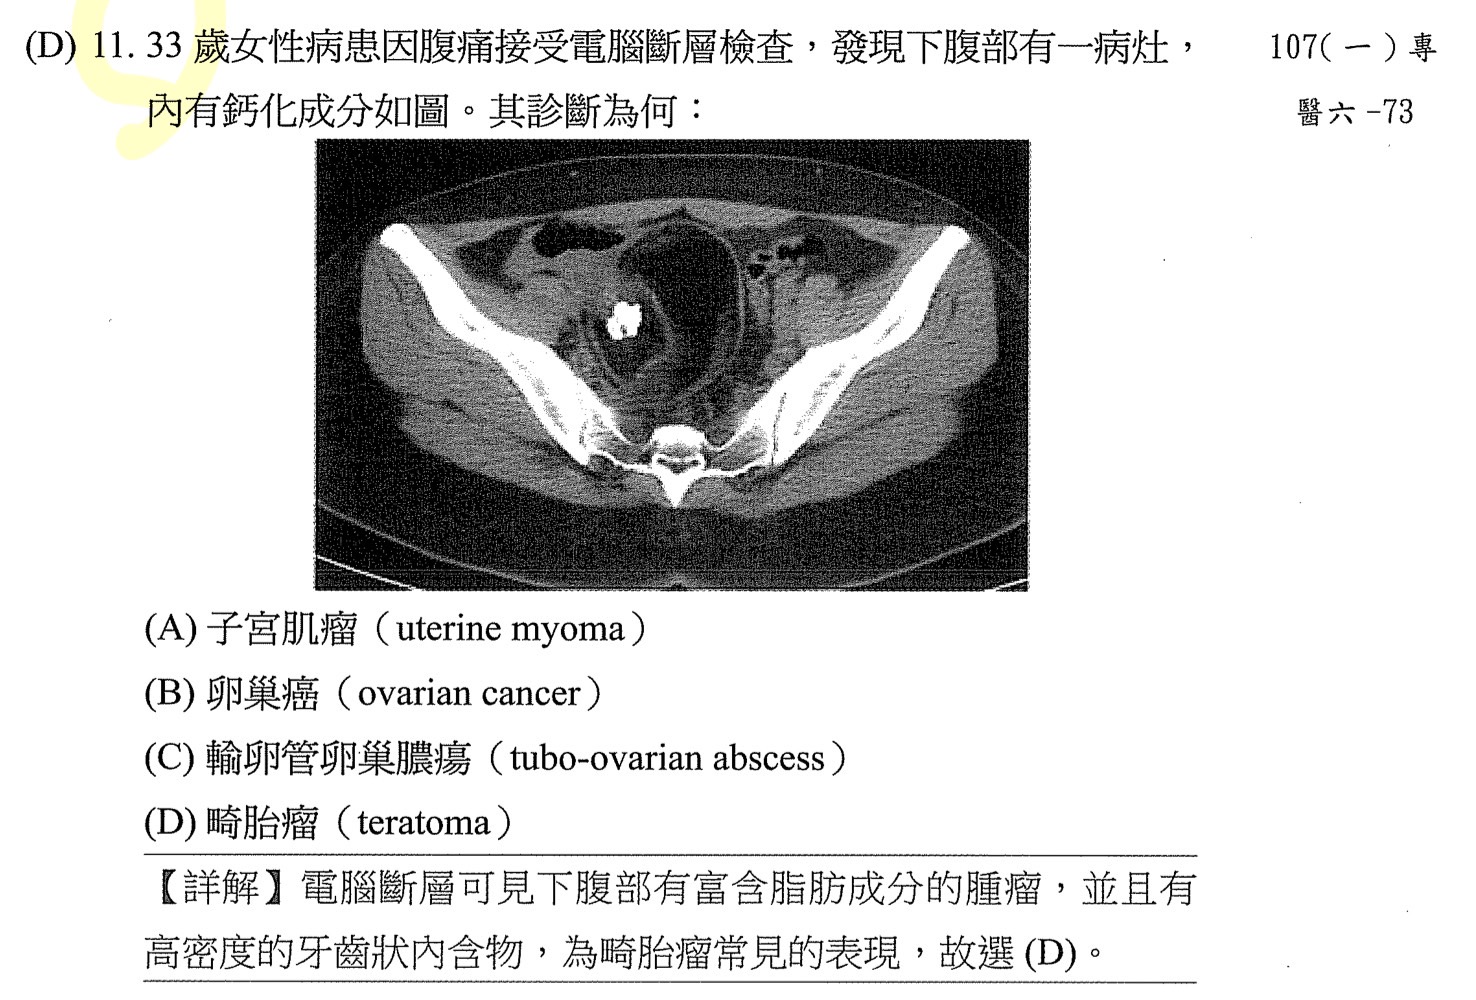 (D) 11. 33 歲女性病患因腹痛接受電腦斷層檢查，發現下腹部有一病灶，
107(一)專
內有鈣化成分如圖。其診斷為何：
醫六-73
(A) 子宮肌瘤（uterine myoma）
(B) 卵巢癌（ovarian cancer）
(C) 輸卵管卵巢膿瘍（tubo-ovarian abscess）
(D) 畸胎瘤（teratoma）
【詳解】電腦斷層可見下腹部有富含脂肪成分的腫瘤，並且有
高密度的牙齒狀內含物，為畸胎瘤常見的表現，故選 (D)。